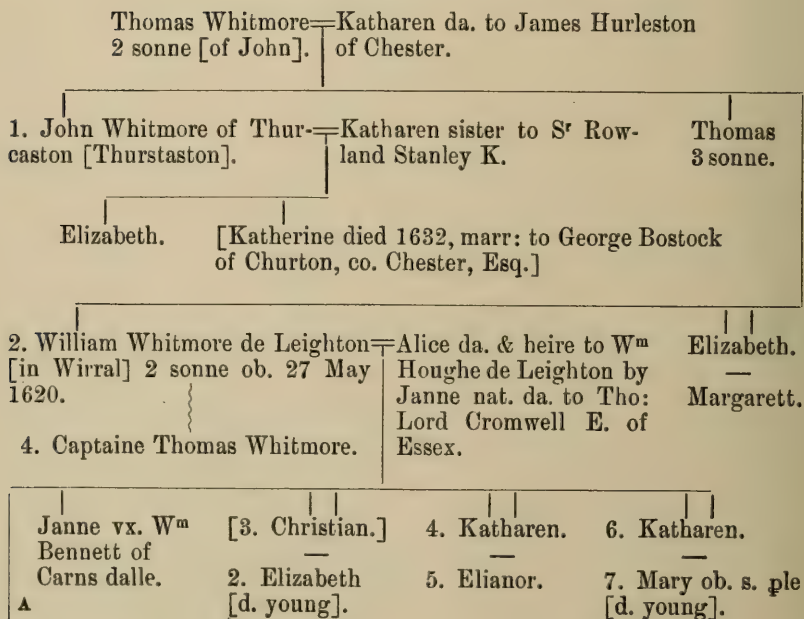 Thomas Whitmore=Katharen da. to James Hurleston
2 sonne [of John]. of Chester.
1. John Whitmore of Thur-=Katharen sister to Sʳ Row- Thomas
caston [Thurstaston]. land Stanley K. 3 sonne.
Elizabeth. [Katherine died 1632, marr: to George Bostock
of Churton, co. Chester, Esq.]
2. William Whitmore de Leighton=Alice da. & heire to Wᵐ Elizabeth.
[in Wirral] 2 sonne ob. 27 May Houghe de Leighton by —
1620. Janne nat. da. to Tho: Margarett.
Lord Cromwell E. of
4. Captaine Thomas Whitmore. Essex.
Janne vx. Wᵐ [3. Christian.] 4. Katharen. 6. Katharen.
Bennett of — — —
Carns dalle. 2. Elizabeth 5. Elianor. 7. Mary ob. s. ꝑle
A [d. young]. [d. young].